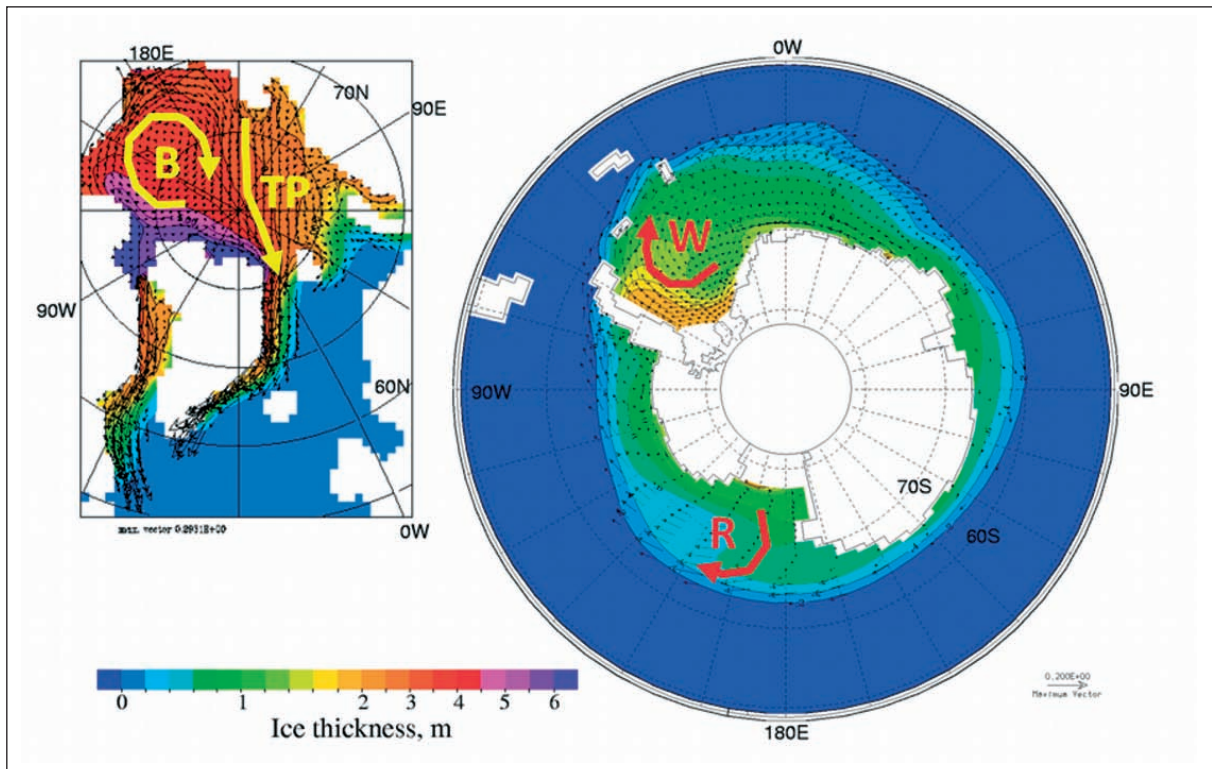 180E
70N
90E
B
TP
90W
60N
max. vector 0.2931E+00
0W
0W
W
90W
90E
70S
R
60S
180E
0.200E+00
Maximum Vector
0 1 2 3 4 5 6
Ice thickness, m